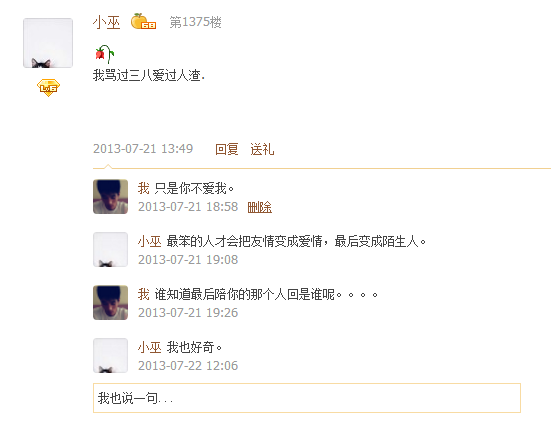 小巫 G8 第1375楼
我骂过三八爱过人渣.
Lv6
2013-07-21 13:49 回复 送礼
我 只是你不爱我。
2013-07-21 18:58 删除
小巫 最笨的人才会把友情变成爱情，最后变成陌生人。
2013-07-21 19:08
我 谁知道最后陪你的那个人回是谁呢。。。。
2013-07-21 19:26
小巫 我也好奇。
2013-07-22 12:06
我也说一句...